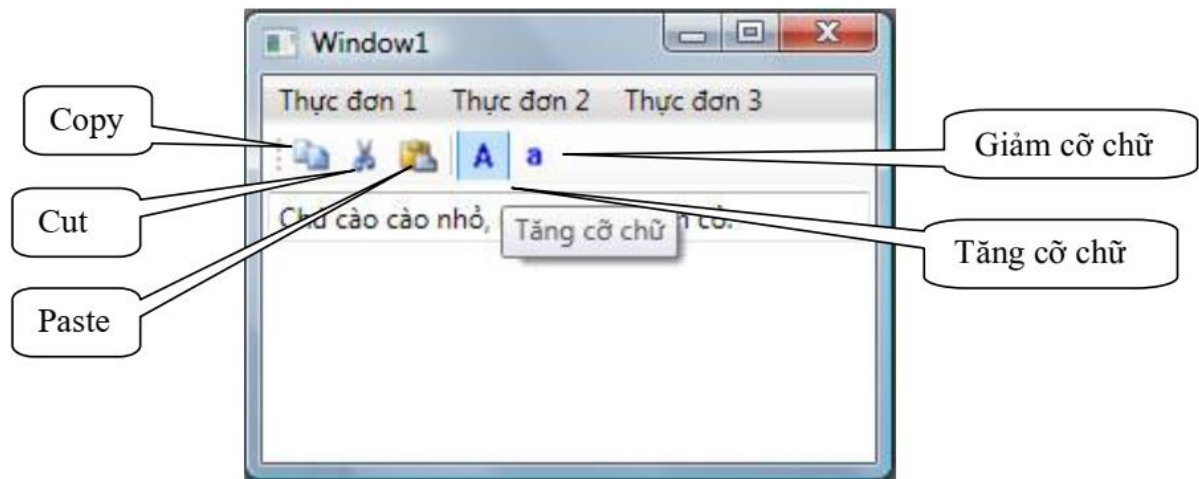 Window1
Thực đơn 1 Thực đơn 2 Thực đơn 3
Copy
A a
Giảm cỡ chữ
Cut
cào cào nhỏ,
Tăng cỡ chữ
Tăng cỡ chữ
Paste